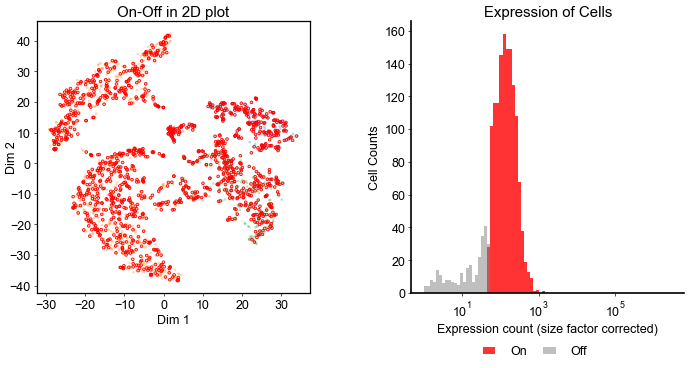 On-Off in 2D plot
40
30
20
10
0
−10
−20
−30
−40
Dim 2
−30 −20 −10 0 10 20 30
Dim 1
Expression of Cells
160
140
120
100
80
60
40
20
0
Cell Counts
10^1 10^3 10^5
Expression count (size factor corrected)
On Off